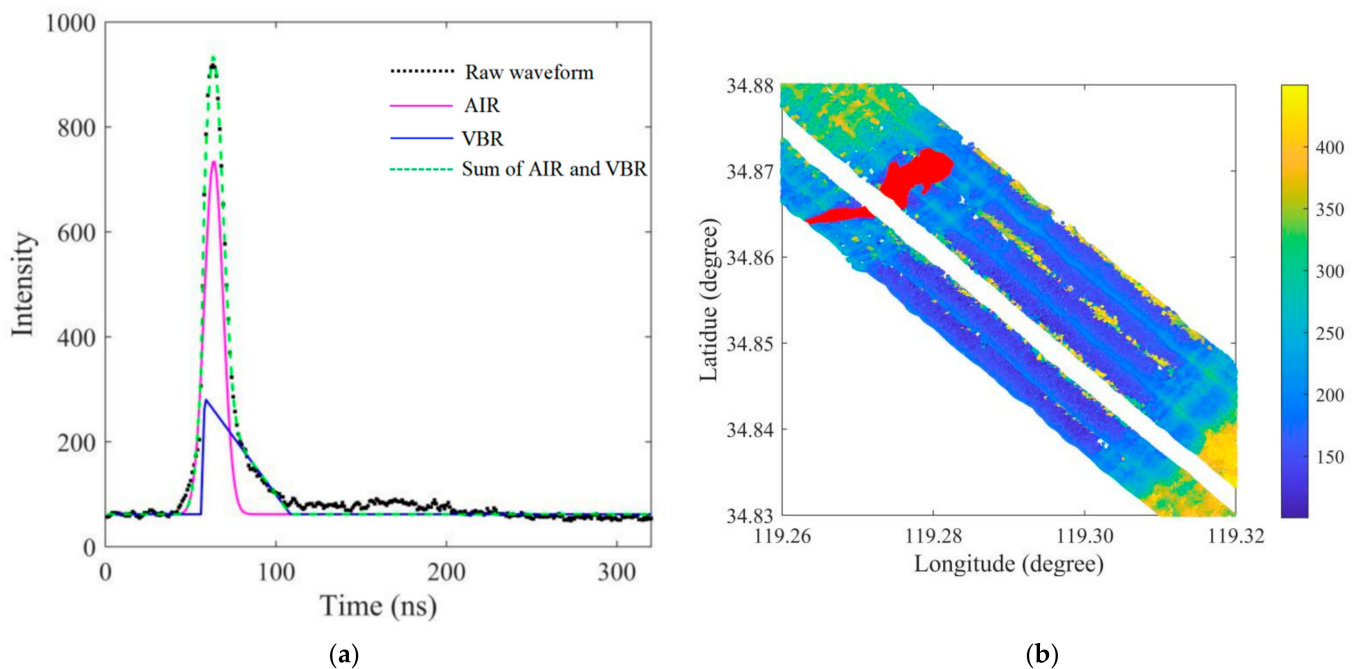 1000
800
600
400
200
0
Intensity
0 100 200 300
Time (ns)
Raw waveform
AIR
VBR
Sum of AIR and VBR
(a)
34.88
34.87
34.86
34.85
34.84
34.83
Latidue (degree)
119.26 119.28 119.30 119.32
Longitude (degree)
400
350
300
250
200
150
(b)